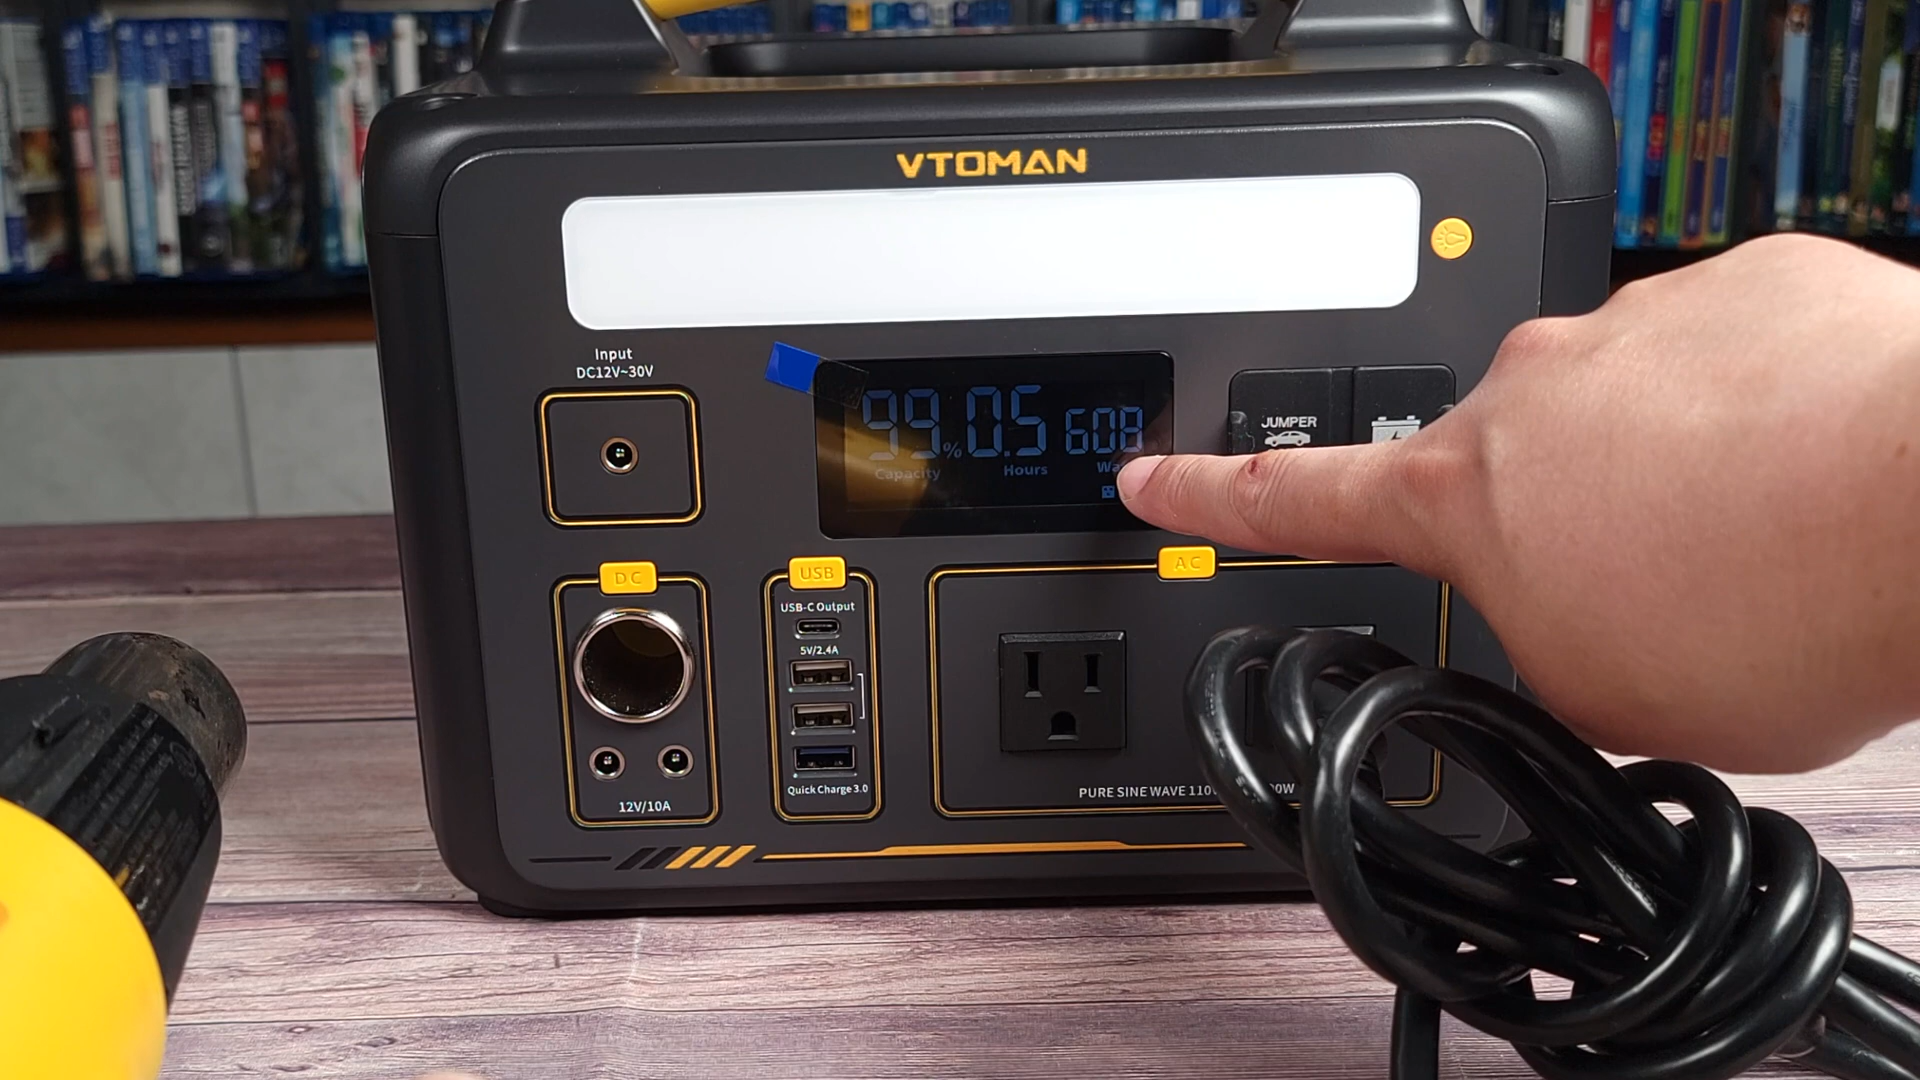 VTOMAN
Input
DC12V~30V
99 % 0.5 608
Capacity Hours
JUMPER
DC
USB
AC
USB-C Output
5V/2.4A
Quick Charge 3.0
12V/10A
PURE SINE WAVE